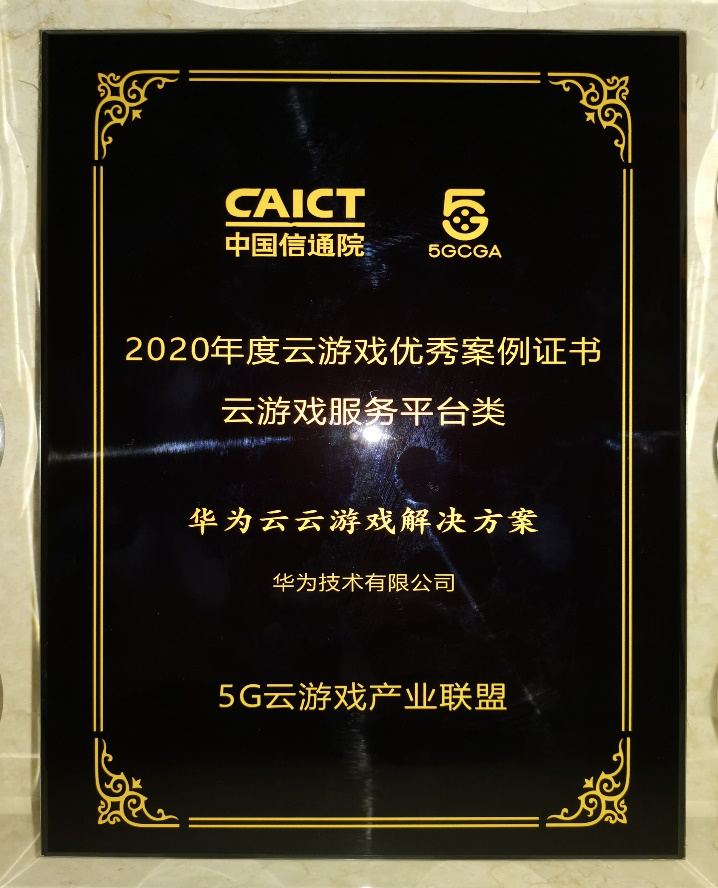 CAICT
中国信通院
5GCGA
2020年度云游戏优秀案例证书
云游戏服务平台类
华为云云游戏解决方案
华为技术有限公司
5G云游戏产业联盟